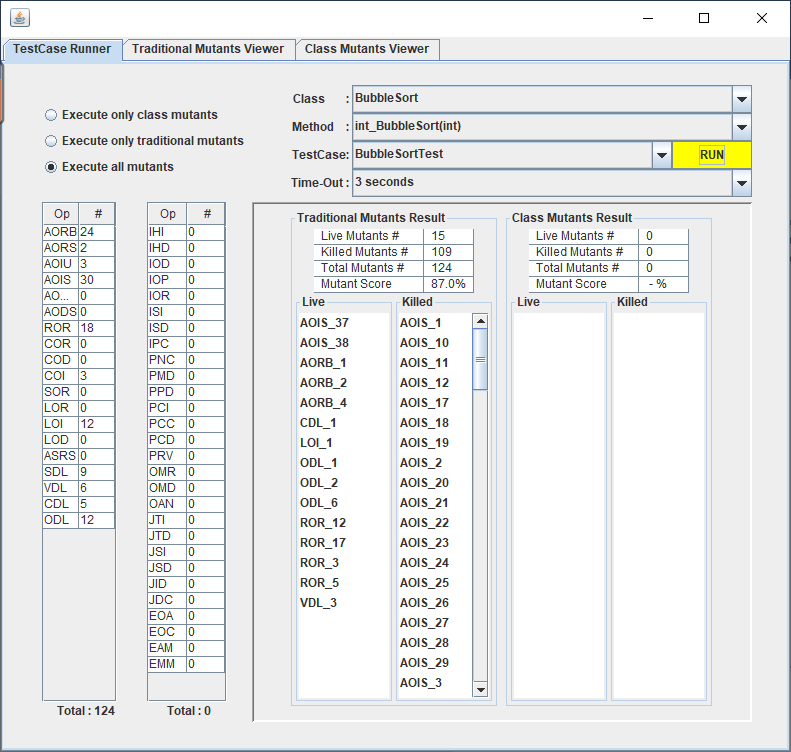 TestCase Runner
Traditional Mutants Viewer
Class Mutants Viewer
Execute only class mutants
Execute only traditional mutants
Execute all mutants
Class :
BubbleSort
Method :
int_BubbleSort(int)
TestCase:
BubbleSortTest
RUN
Time-Out :
3 seconds
Op #
AORB 24
AORS 2
AOIU 3
AOIS 30
AO... 0
AODS 0
ROR 18
COR 0
COD 0
COI 3
SOR 0
LOR 0
LOI 12
LOD 0
ASRS 0
SDL 9
VDL 6
CDL 5
ODL 12
Total : 124
Op #
IHI 0
IHD 0
IOD 0
IOP 0
IOR 0
ISI 0
ISD 0
IPC 0
PNC 0
PMD 0
PPD 0
PCI 0
PCC 0
PCD 0
PRV 0
OMR 0
OMD 0
OAN 0
JTI 0
JTD 0
JSI 0
JSD 0
JID 0
JDC 0
EOA 0
EOC 0
EAM 0
EMM 0
Total : 0
Traditional Mutants Result
Live Mutants # 15
Killed Mutants # 109
Total Mutants # 124
Mutant Score 87.0%
Live
AOIS_37
AOIS_38
AORB_1
AORB_2
AORB_4
CDL_1
LOI_1
ODL_1
ODL_2
ODL_6
ROR_12
ROR_17
ROR_3
ROR_5
VDL_3
Killed
AOIS_1
AOIS_10
AOIS_11
AOIS_12
AOIS_17
AOIS_18
AOIS_19
AOIS_2
AOIS_20
AOIS_21
AOIS_22
AOIS_23
AOIS_24
AOIS_25
AOIS_26
AOIS_27
AOIS_28
AOIS_29
AOIS_3
Class Mutants Result
Live Mutants # 0
Killed Mutants # 0
Total Mutants # 0
Mutant Score - %
Live
Killed